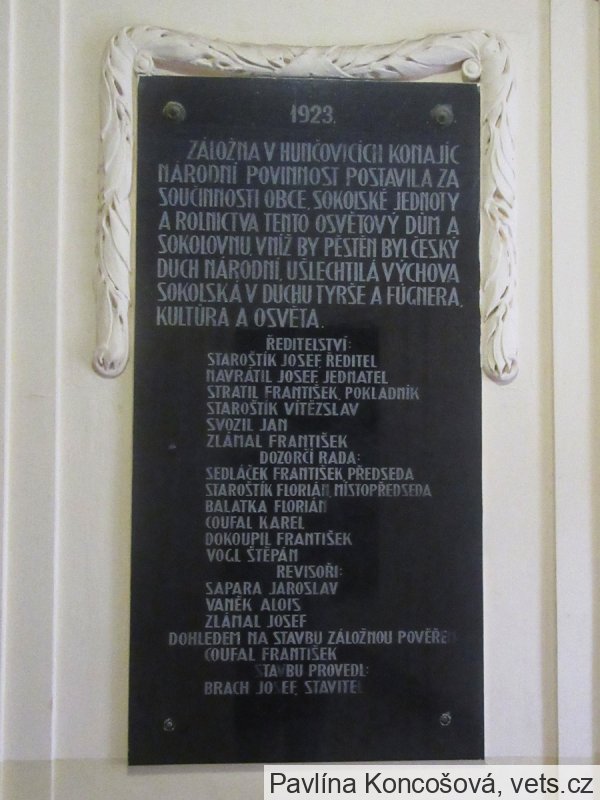 1923.
ZÁLOŽNA V HUNČOVICÍCH KONAJÍC
NÁRODNÍ POVINNOST POSTAVILA ZA
SOUČINNOSTI OBCE, SOKOLSKÉ JEDNOTY
A ROLNICTVA TENTO OSVĚTOVÝ DŮM A
SOKOLOVNU, V NÍŽ BY PĚSTĚN BYL ČESKÝ
DUCH NÁRODNÍ, UŠLECHTILÁ VÝCHOVA
SOKOLSKÁ V DUCHU TYRŠE A FÜGNERA,
KULTURA A OSVĚTA.
ŘEDITELSTVÍ:
STAROŠTÍK JOSEF, ŘEDITEL
NAVRÁTIL JOSEF, JEDNATEL
STRATIL FRANTIŠEK, POKLADNÍK
STAROŠTÍK VÍTĚZSLAV
SVOZIL JAN
ZLÁMAL FRANTIŠEK
DOZORČÍ RADA:
SEDLÁČEK FRANTIŠEK, PŘEDSEDA
STAROŠTÍK FLORIÁN, MÍSTOPŘEDSEDA
BALATKA FLORIÁN
COUFAL KAREL
DOKOUPIL FRANTIŠEK
VOGL ŠTĚPÁN
REVISOŘI:
SAPARA JAROSLAV
VANĚK ALOIS
ZLÁMAL JOSEF
DOHLEDEM NA STAVBU ZÁLOŽNOU POVĚŘEN
COUFAL FRANTIŠEK
STAVBU PROVEDL:
BRACH JOSEF, STAVITEL
Pavlína Koncošová, vets.cz